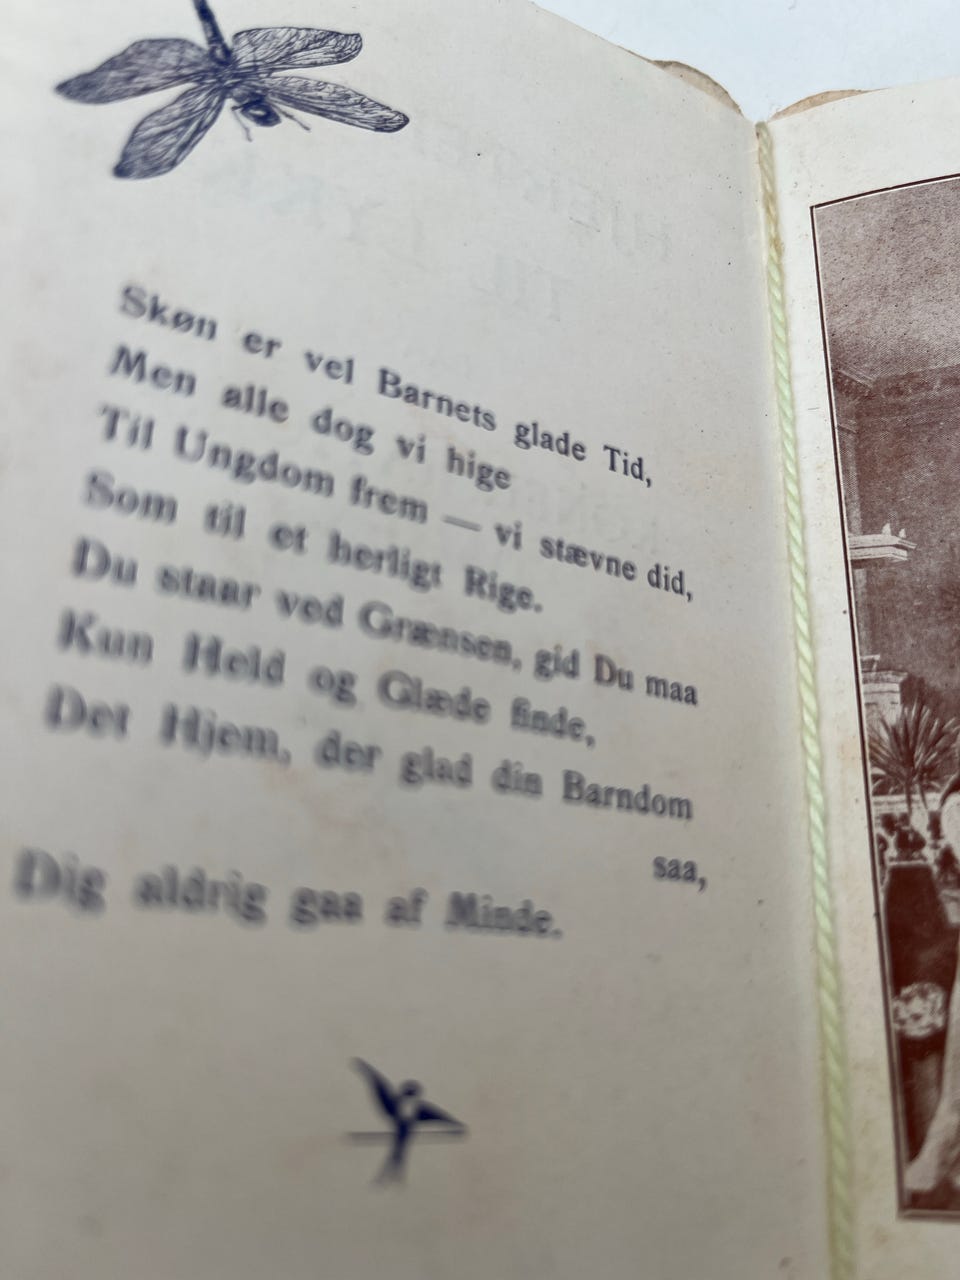 Skøn er vel Barnets glade Tid,
Men alle dog vi hige
Til Ungdom frem — vi stævne did,
Som til et herligt Rige.
Du staar ved Grænsen, gid Du maa
Kun Held og Glæde finde,
Det Hjem, der glad din Barndom
saa,
Dig aldrig gaa af Minde.